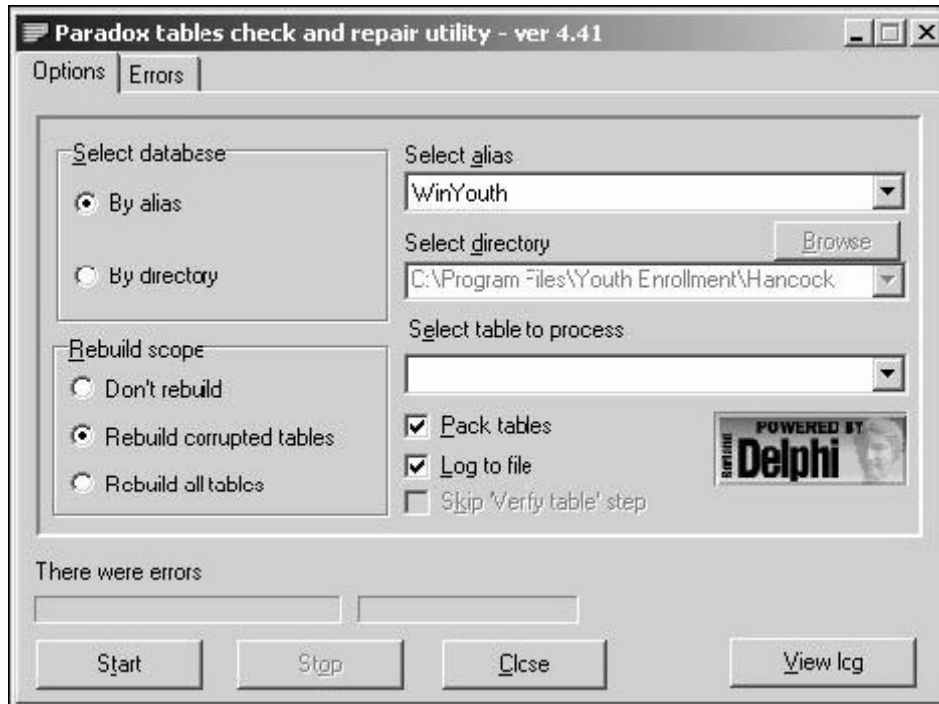 Paradox tables check and repair utility - ver 4.41
Options Errors
Select database
By alias
By directory
Select alias
WinYouth
Select directory
Browse
C:\Program Files\Youth Enrollment\Hancock
Select table to process
Rebuild scope
Don't rebuild
Rebuild corrupted tables
Rebuild all tables
Pack tables
Log to file
Skip 'Verfy table' step
POWERED BY
Borland
Delphi
There were errors
Start
Stop
Close
View log